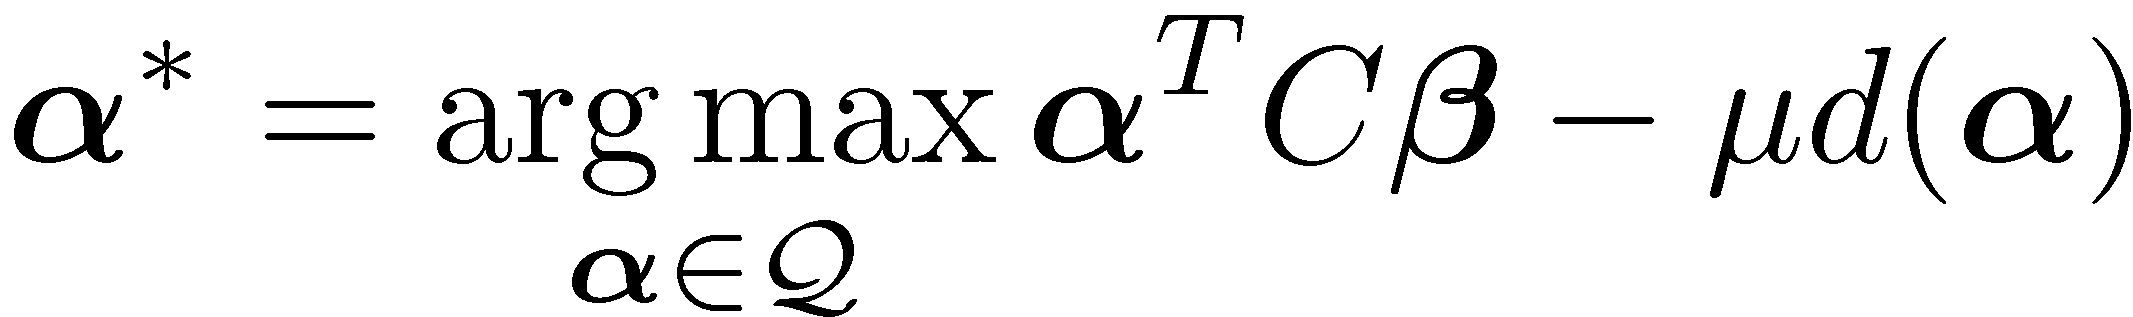 α* = arg max α^T Cβ − μd(α)
α∈𝒬